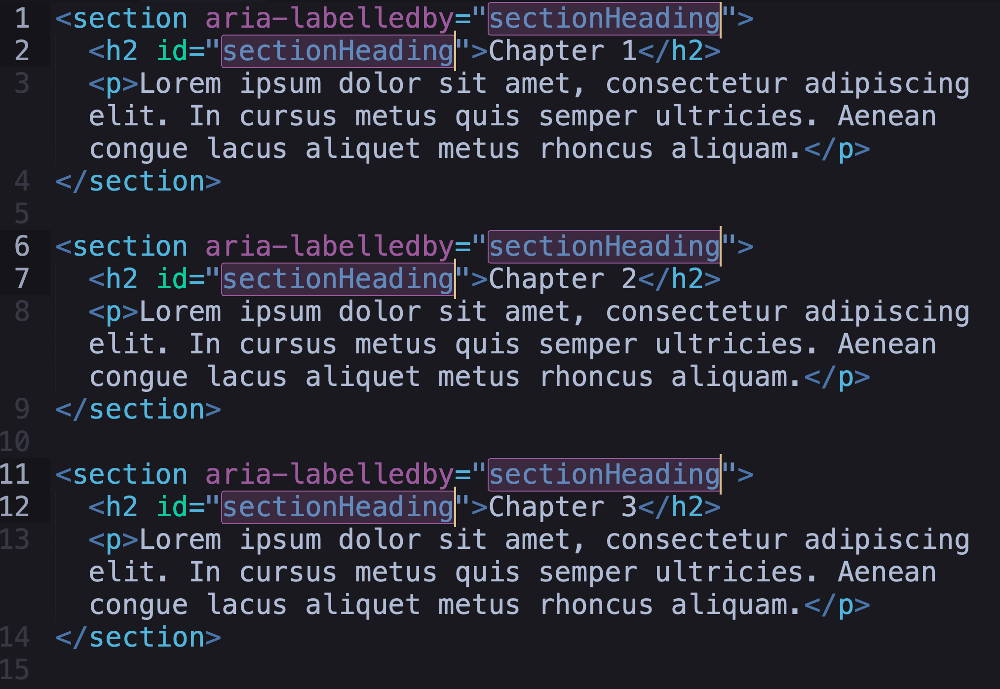 1 <section aria-labelledby="sectionHeading">
2 <h2 id="sectionHeading">Chapter 1</h2>
3 <p>Lorem ipsum dolor sit amet, consectetur adipiscing
elit. In cursus metus quis semper ultricies. Aenean
congue lacus aliquet metus rhoncus aliquam.</p>
4 </section>
5
6 <section aria-labelledby="sectionHeading">
7 <h2 id="sectionHeading">Chapter 2</h2>
8 <p>Lorem ipsum dolor sit amet, consectetur adipiscing
elit. In cursus metus quis semper ultricies. Aenean
congue lacus aliquet metus rhoncus aliquam.</p>
9 </section>
10
11 <section aria-labelledby="sectionHeading">
12 <h2 id="sectionHeading">Chapter 3</h2>
13 <p>Lorem ipsum dolor sit amet, consectetur adipiscing
elit. In cursus metus quis semper ultricies. Aenean
congue lacus aliquet metus rhoncus aliquam.</p>
14 </section>
15